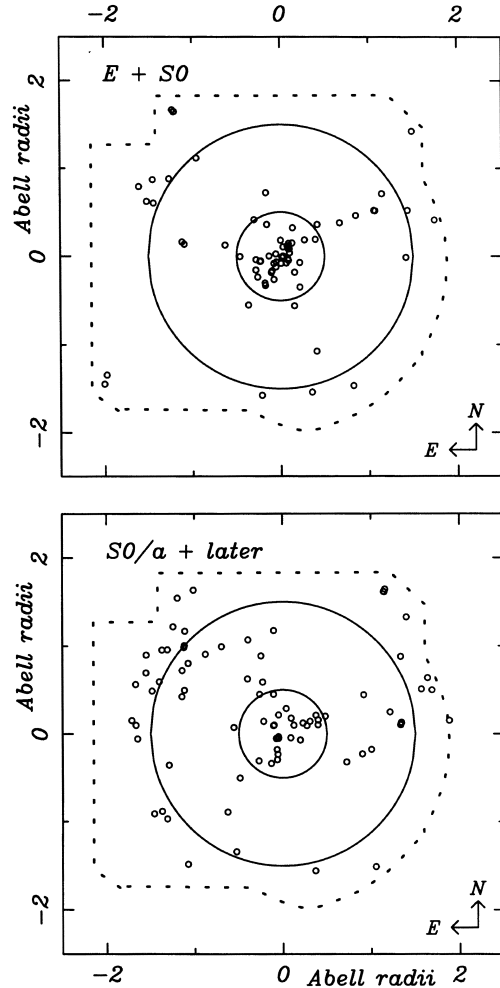 −2 0 2
E + S0
2
0
−2
Abell radii
N
E
S0/a + later
2
0
−2
Abell radii
N
E
−2 0 2
Abell radii